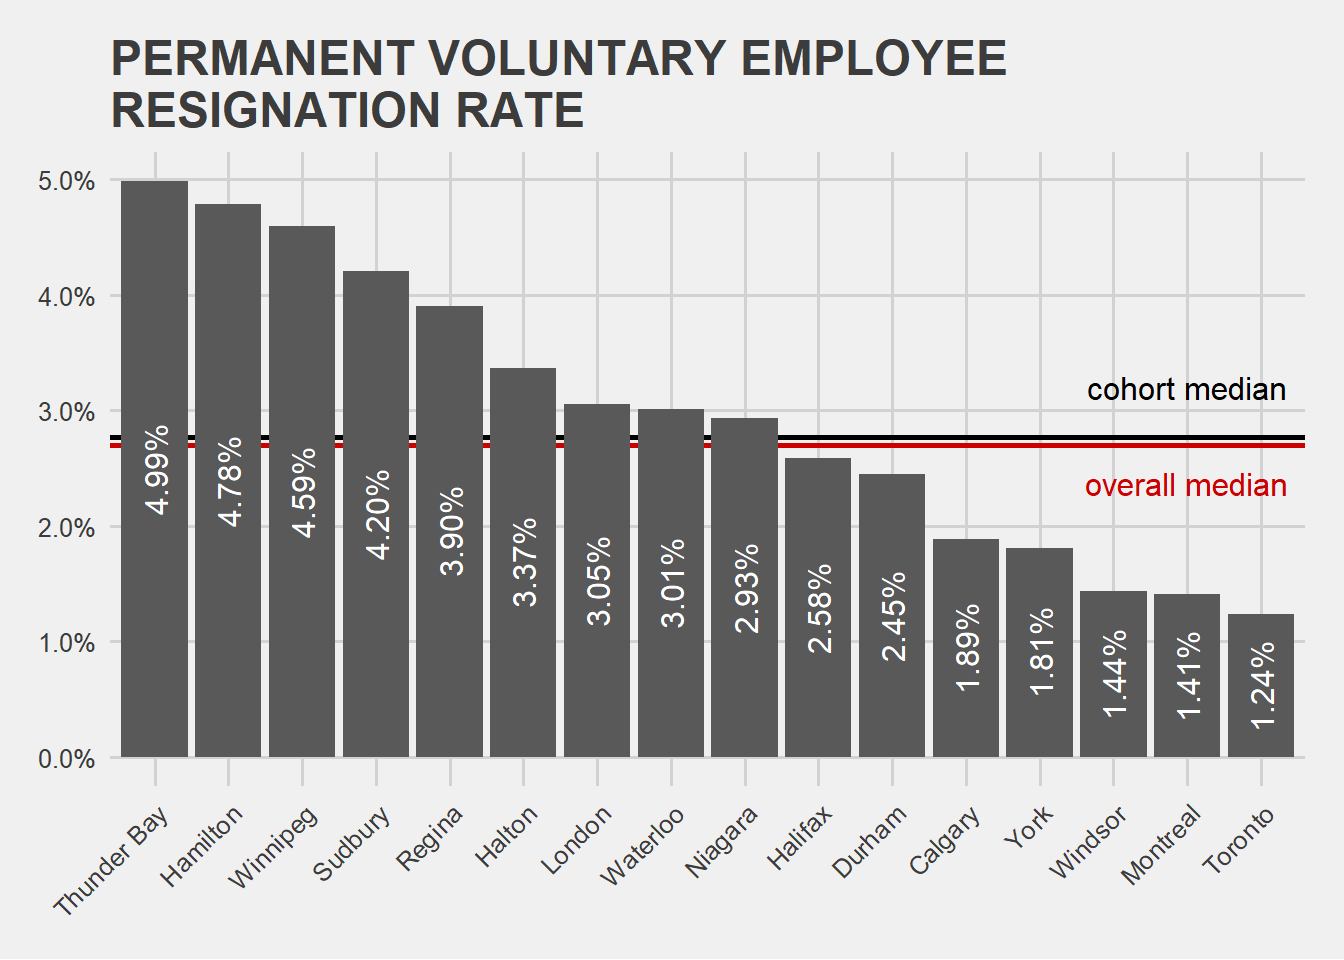 PERMANENT VOLUNTARY EMPLOYEE
RESIGNATION RATE
5.0%
4.0%
3.0%
2.0%
1.0%
0.0%
cohort median
overall median
4.99%
4.78%
4.59%
4.20%
3.90%
3.37%
3.05%
3.01%
2.93%
2.58%
2.45%
1.89%
1.81%
1.44%
1.41%
1.24%
Thunder Bay
Hamilton
Winnipeg
Sudbury
Regina
Halton
London
Waterloo
Niagara
Halifax
Durham
Calgary
York
Windsor
Montreal
Toronto